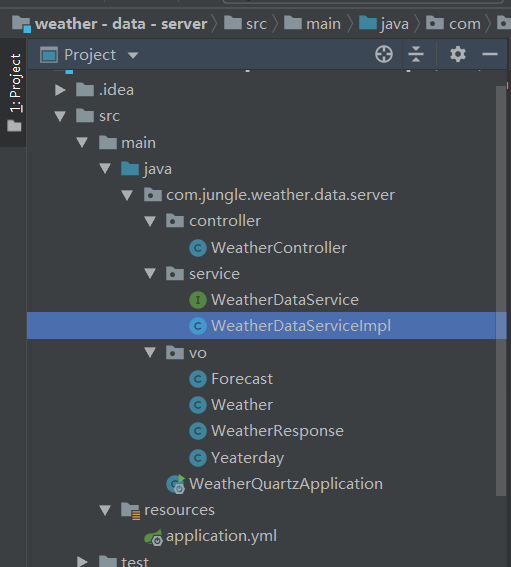 weather - data - server src main java com
1: Project
Project
.idea
src
main
java
com.jungle.weather.data.server
controller
WeatherController
service
WeatherDataService
WeatherDataServiceImpl
vo
Forecast
Weather
WeatherResponse
Yeaterday
WeatherQuartzApplication
resources
application.yml
test